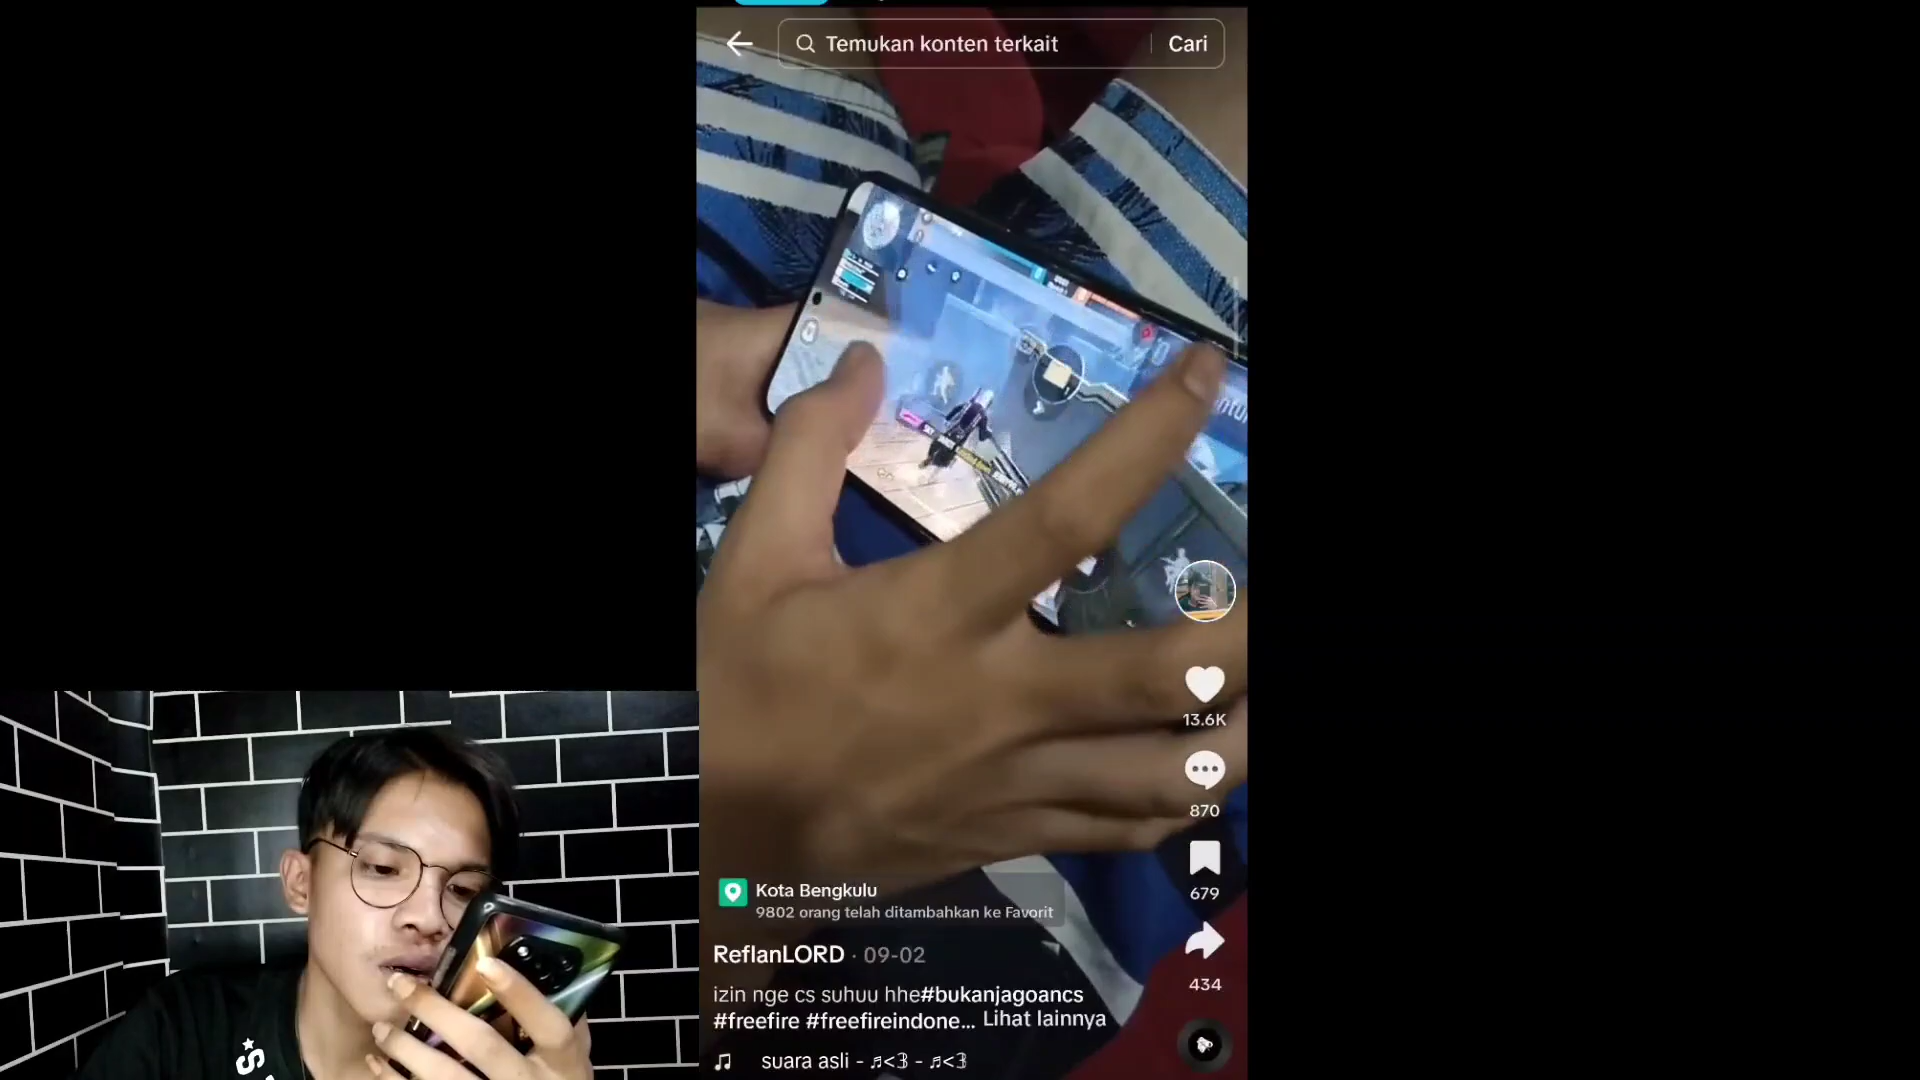 Temukan konten terkait
Cari
13.6K
870
679
434
Kota Bengkulu
9802 orang telah ditambahkan ke Favorit
ReflanLORD · 09-02
izin nge cs suhuu hhe#bukanjagoancs
#freefire #freefireindone... Lihat lainnya
suara asli - ♬<3 - ♬<3